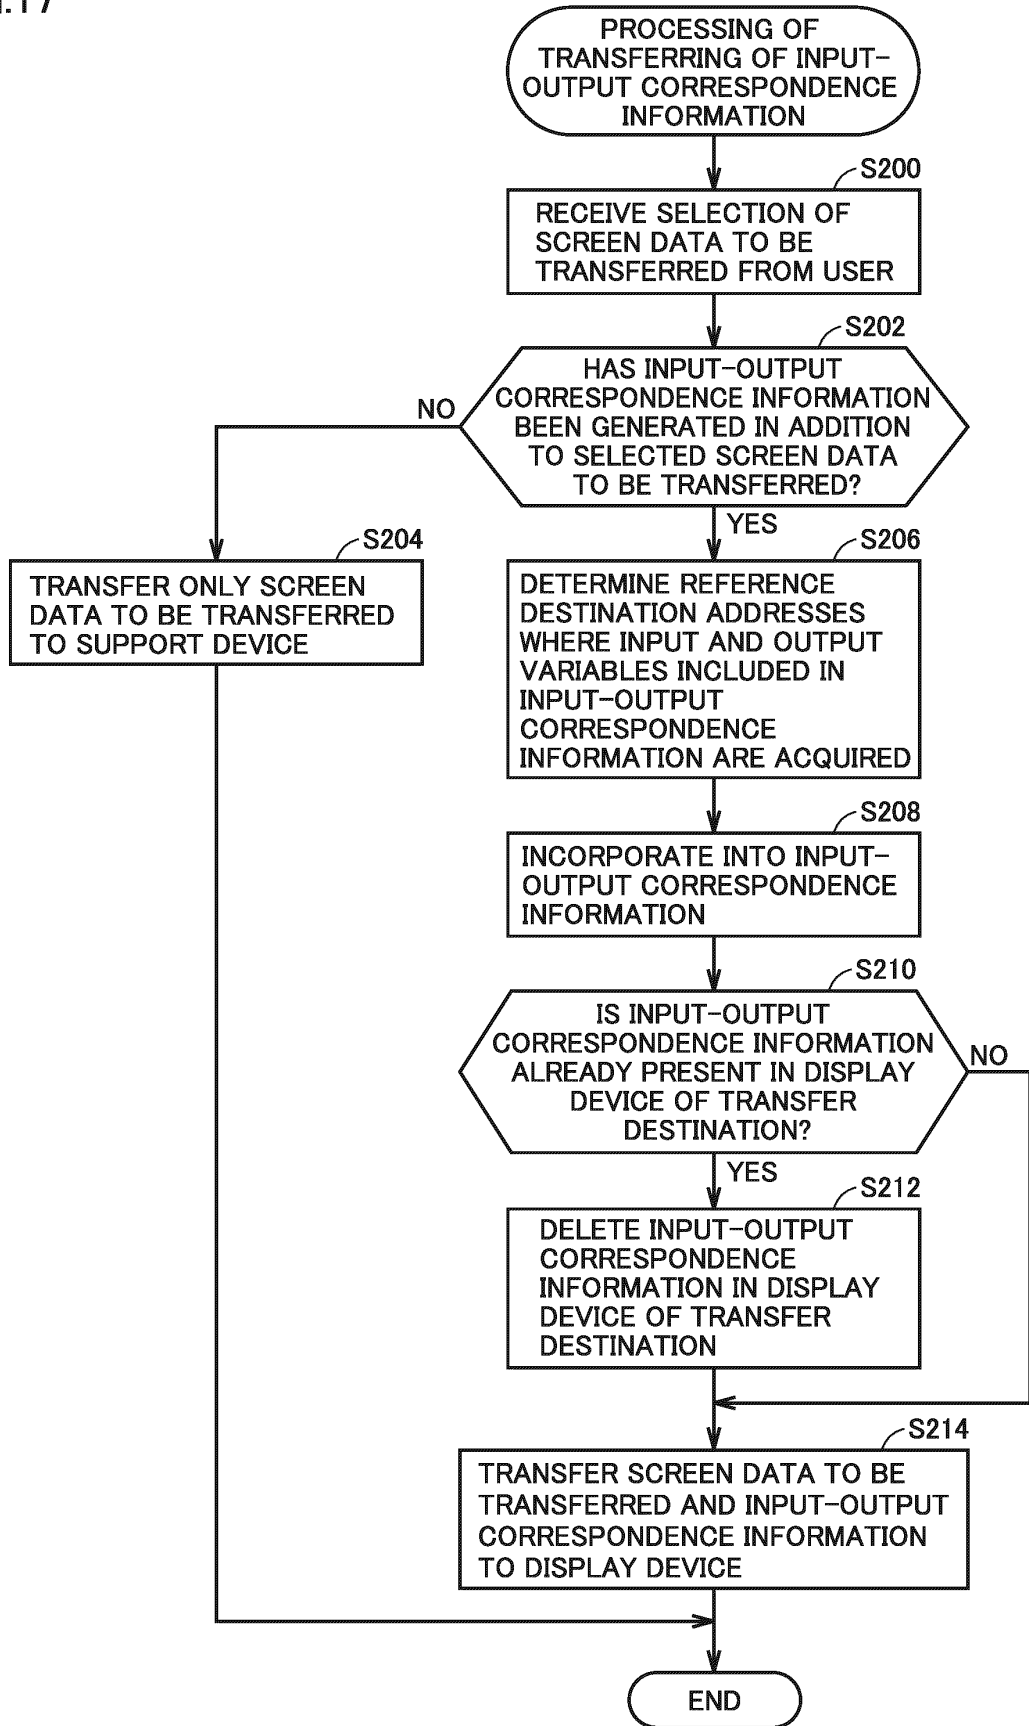 PROCESSING OF
TRANSFERRING OF INPUT-
OUTPUT CORRESPONDENCE
INFORMATION
S200
RECEIVE SELECTION OF
SCREEN DATA TO BE
TRANSFERRED FROM USER
S202
HAS INPUT-OUTPUT
CORRESPONDENCE INFORMATION
BEEN GENERATED IN ADDITION
TO SELECTED SCREEN DATA
TO BE TRANSFERRED?
NO
YES
S204
TRANSFER ONLY SCREEN
DATA TO BE TRANSFERRED
TO SUPPORT DEVICE
S206
DETERMINE REFERENCE
DESTINATION ADDRESSES
WHERE INPUT AND OUTPUT
VARIABLES INCLUDED IN
INPUT-OUTPUT
CORRESPONDENCE
INFORMATION ARE ACQUIRED
S208
INCORPORATE INTO INPUT-
OUTPUT CORRESPONDENCE
INFORMATION
S210
IS INPUT-OUTPUT
CORRESPONDENCE INFORMATION
ALREADY PRESENT IN DISPLAY
DEVICE OF TRANSFER
DESTINATION?
NO
YES
S212
DELETE INPUT-OUTPUT
CORRESPONDENCE
INFORMATION IN DISPLAY
DEVICE OF TRANSFER
DESTINATION
S214
TRANSFER SCREEN DATA TO BE
TRANSFERRED AND INPUT-OUTPUT
CORRESPONDENCE INFORMATION
TO DISPLAY DEVICE
END